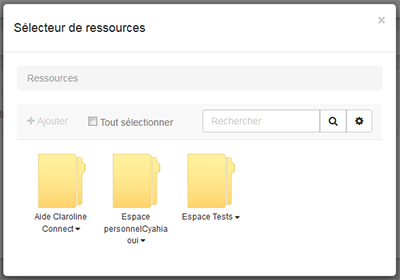 Sélecteur de ressources
×
Ressources
+ Ajouter
Tout sélectionner
Rechercher
Aide Claroline
Connect
Espace
personnelCyahia
oui
Espace Tests